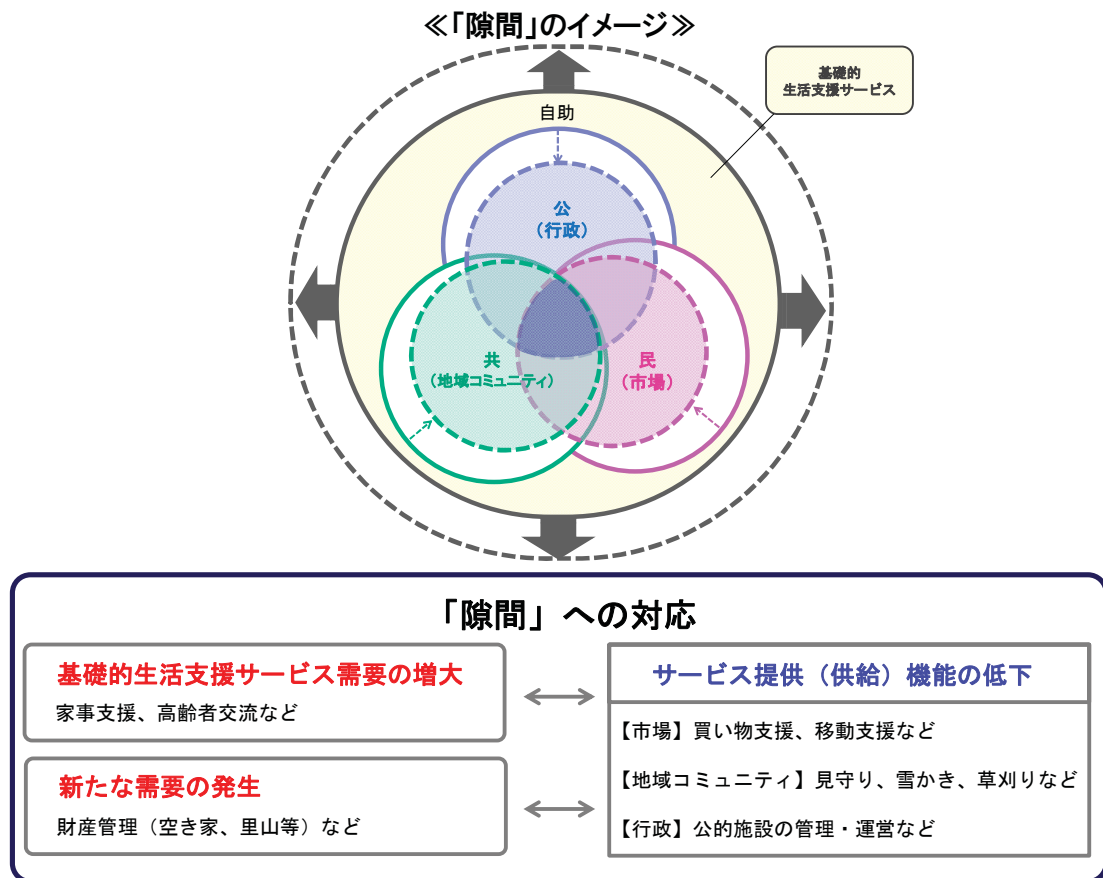 ≪「隙間」のイメージ≫
基礎的
生活支援サービス
自助
公
（行政）
共
（地域コミュニティ）
民
（市場）
「隙間」への対応
基礎的生活支援サービス需要の増大
家事支援、高齢者交流など
新たな需要の発生
財産管理（空き家、里山等）など
サービス提供（供給）機能の低下
【市場】買い物支援、移動支援など
【地域コミュニティ】見守り、雪かき、草刈りなど
【行政】公的施設の管理・運営など